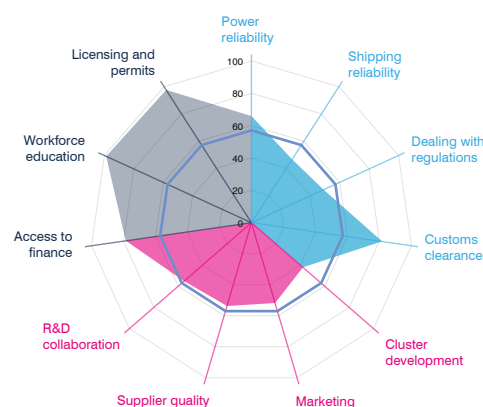 Power
reliability
Licensing and
permits
Shipping
reliability
100
80
60
40
20
0
Workforce
education
Dealing with
regulations
Access to
finance
Customs
clearance
R&D
collaboration
Cluster
development
Supplier quality
Marketing